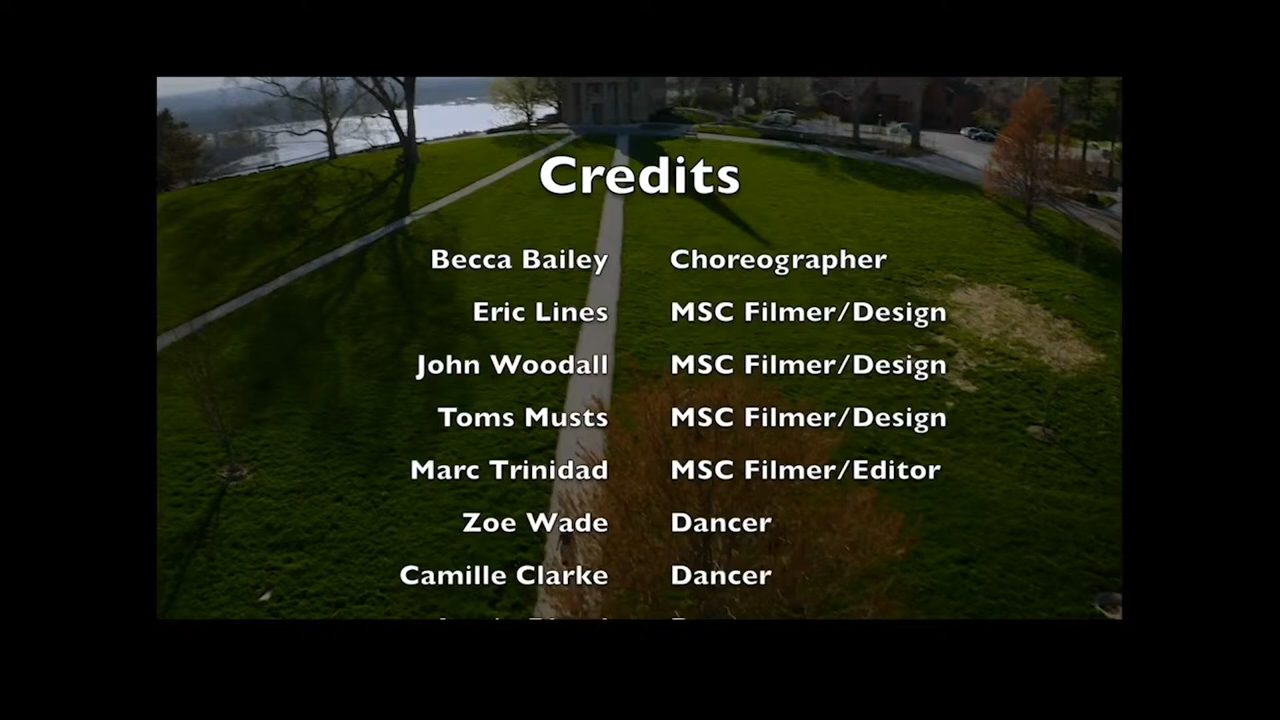 Credits
Becca Bailey Choreographer
Eric Lines MSC Filmer/Design
John Woodall MSC Filmer/Design
Toms Musts MSC Filmer/Design
Marc Trinidad MSC Filmer/Editor
Zoe Wade Dancer
Camille Clarke Dancer